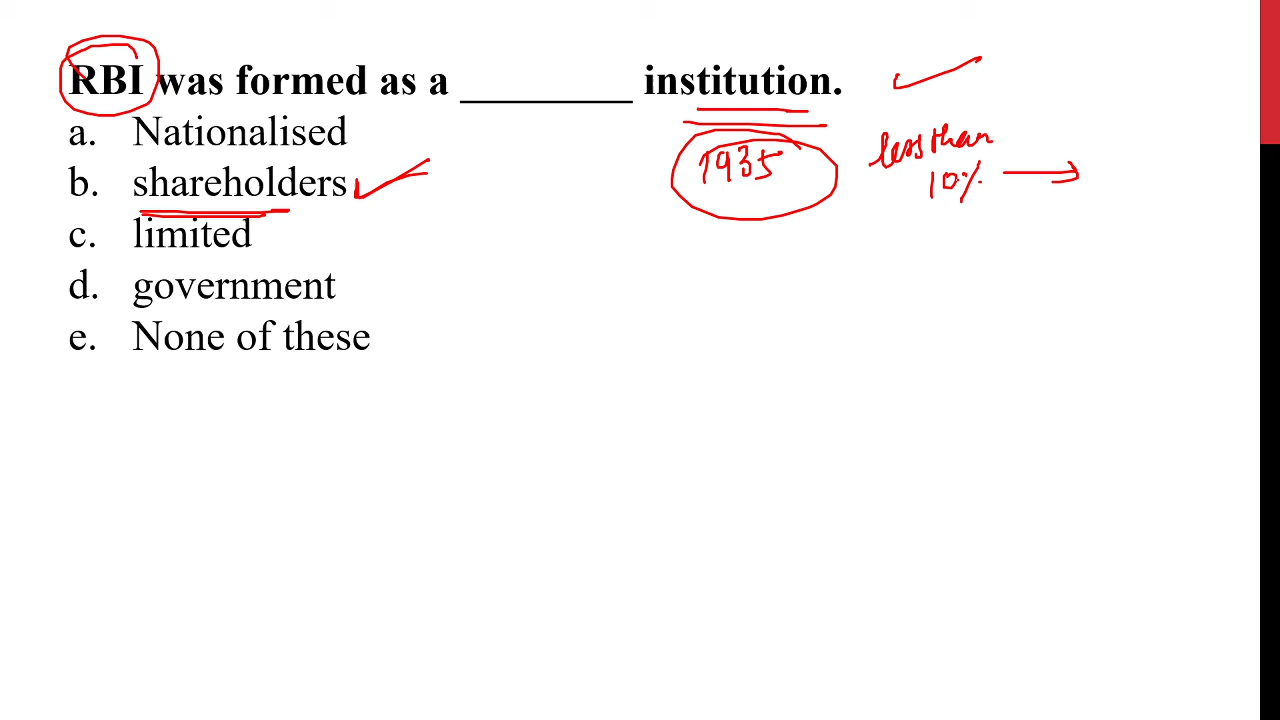 RBI was formed as a ________ institution.
a. Nationalised
b. shareholders
c. limited
d. government
e. None of these
1935
less than
10%